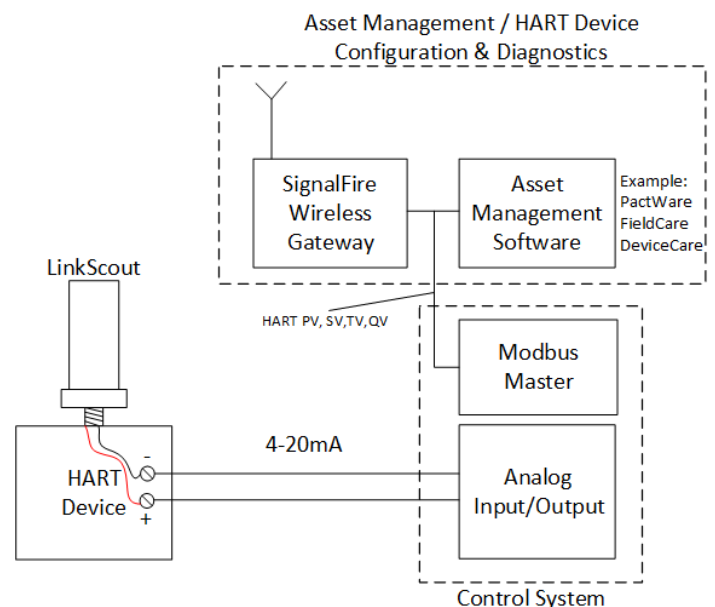 Asset Management / HART Device
Configuration & Diagnostics
SignalFire
Wireless
Gateway
Asset
Management
Software
Example:
PactWare
FieldCare
DeviceCare
LinkScout
HART PV, SV,TV,QV
Modbus
Master
4-20mA
-
HART
Device
+
Analog
Input/Output
Control System